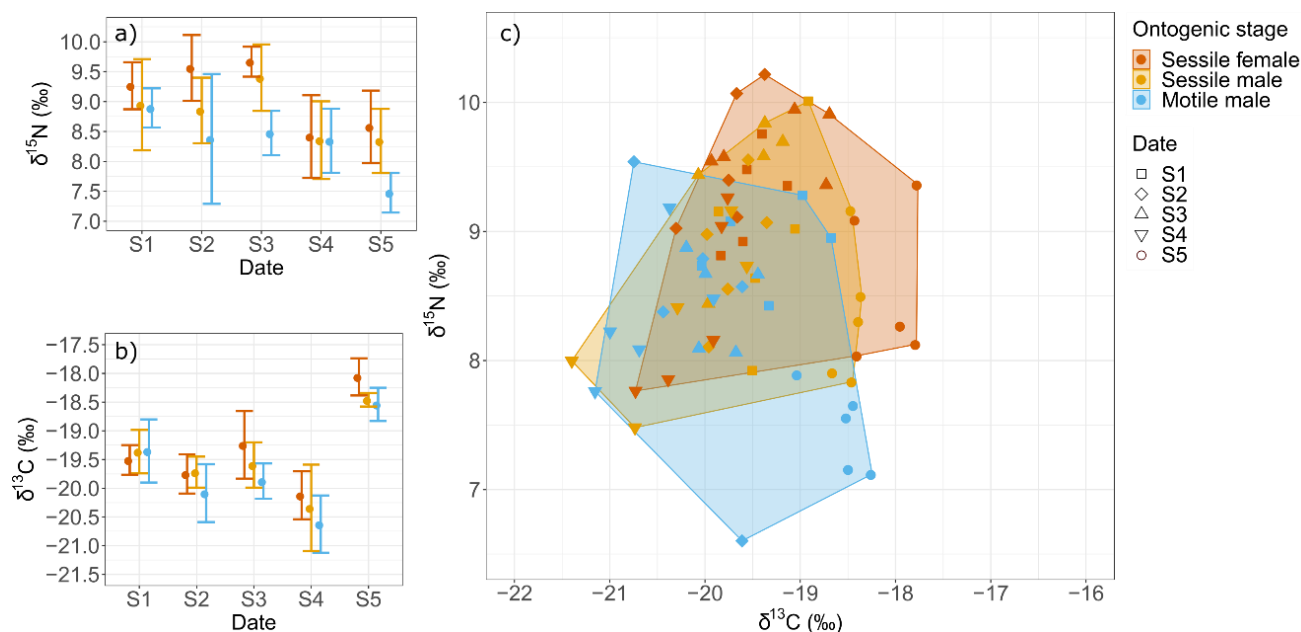 a)
δ15N (‰)
10.0
9.5
9.0
8.5
8.0
7.5
7.0
S1 S2 S3 S4 S5
Date
b)
δ13C (‰)
−17.5
−18.0
−18.5
−19.0
−19.5
−20.0
−20.5
−21.0
−21.5
S1 S2 S3 S4 S5
Date
c)
δ15N (‰)
10
9
8
7
−22 −21 −20 −19 −18 −17 −16
δ13C (‰)
Ontogenic stage
Sessile female
Sessile male
Motile male
Date
S1
S2
S3
S4
S5